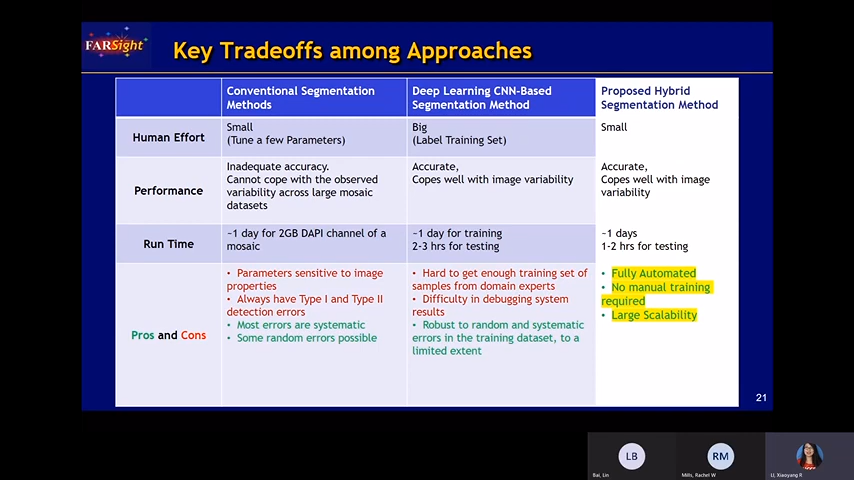 FARSight
Key Tradeoffs among Approaches
Conventional Segmentation
Methods
Deep Learning CNN-Based
Segmentation Method
Proposed Hybrid
Segmentation Method
Human Effort
Small
(Tune a few Parameters)
Big
(Label Training Set)
Small
Performance
Inadequate accuracy.
Cannot cope with the observed
variability across large mosaic
datasets
Accurate,
Copes well with image variability
Accurate,
Copes well with image
variability
Run Time
~1 day for 2GB DAPI channel of a
mosaic
~1 day for training
2-3 hrs for testing
~1 days
1-2 hrs for testing
Pros and Cons
• Parameters sensitive to image
properties
• Always have Type I and Type II
detection errors
• Most errors are systematic
• Some random errors possible
• Hard to get enough training set of
samples from domain experts
• Difficulty in debugging system
results
• Robust to random and systematic
errors in the training dataset, to a
limited extent
• Fully Automated
• No manual training
required
• Large Scalability
21
LB
RM
Bai, Lin
Mills, Rachel W
LI, Xiaoyang R